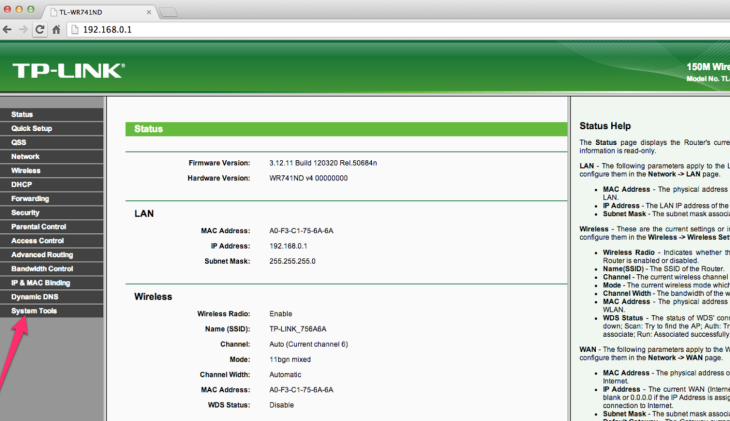 TL-WR741ND
192.168.0.1
TP-LINK®
150M Wire
Model No. TL-
Status
Quick Setup
QSS
Network
Wireless
DHCP
Forwarding
Security
Parental Control
Access Control
Advanced Routing
Bandwidth Control
IP & MAC Binding
Dynamic DNS
System Tools
Status
Firmware Version: 3.12.11 Build 120320 Rel.50684n
Hardware Version: WR741ND v4 00000000
LAN
MAC Address: A0-F3-C1-75-6A-6A
IP Address: 192.168.0.1
Subnet Mask: 255.255.255.0
Wireless
Wireless Radio: Enable
Name (SSID): TP-LINK_756A6A
Channel: Auto (Current channel 6)
Mode: 11bgn mixed
Channel Width: Automatic
MAC Address: A0-F3-C1-75-6A-6A
WDS Status: Disable
Status Help
The Status page displays the Router's curre
information is read-only.
LAN - The following parameters apply to the L
configure them in the Network -> LAN page.
• MAC Address - The physical address
LAN.
• IP Address - The LAN IP address of the
• Subnet Mask - The subnet mask associa
Wireless - These are the current settings or i
configure them in the Wireless -> Wireless Set
• Wireless Radio - Indicates whether th
Router is enabled or disabled.
• Name(SSID) - The SSID of the Router.
• Channel - The current wireless channel
• Mode - The current wireless mode which
• Channel Width - The bandwidth of the w
• MAC Address - The physical address
WLAN.
• WDS Status - The status of WDS' conn
down; Scan: Try to find the AP; Auth: Tr
associate; Run: Associated successfully
WAN - The following parameters apply to the W
configure them in the Network -> WAN page.
• MAC Address - The physical address o
Internet.
• IP Address - The current WAN (Interne
blank or 0.0.0.0 if the IP Address is assig
connection to Internet.
• Subnet Mask - The subnet mask associa